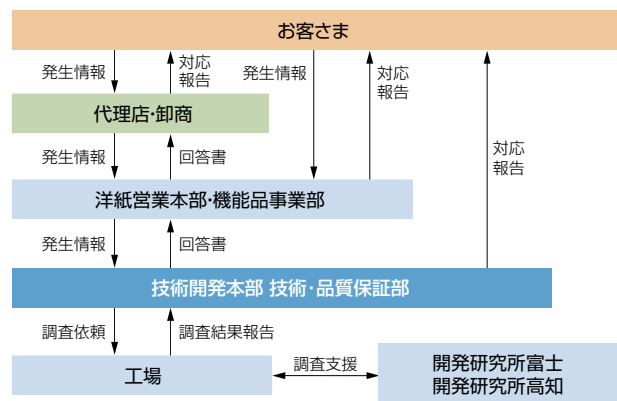 お客さま
発生情報
対応
報告
発生情報
対応
報告
代理店・卸商
発生情報
回答書
対応
報告
洋紙営業本部・機能品事業部
発生情報
回答書
技術開発本部 技術・品質保証部
調査依頼
調査結果報告
工場
調査支援
開発研究所富士
開発研究所高知